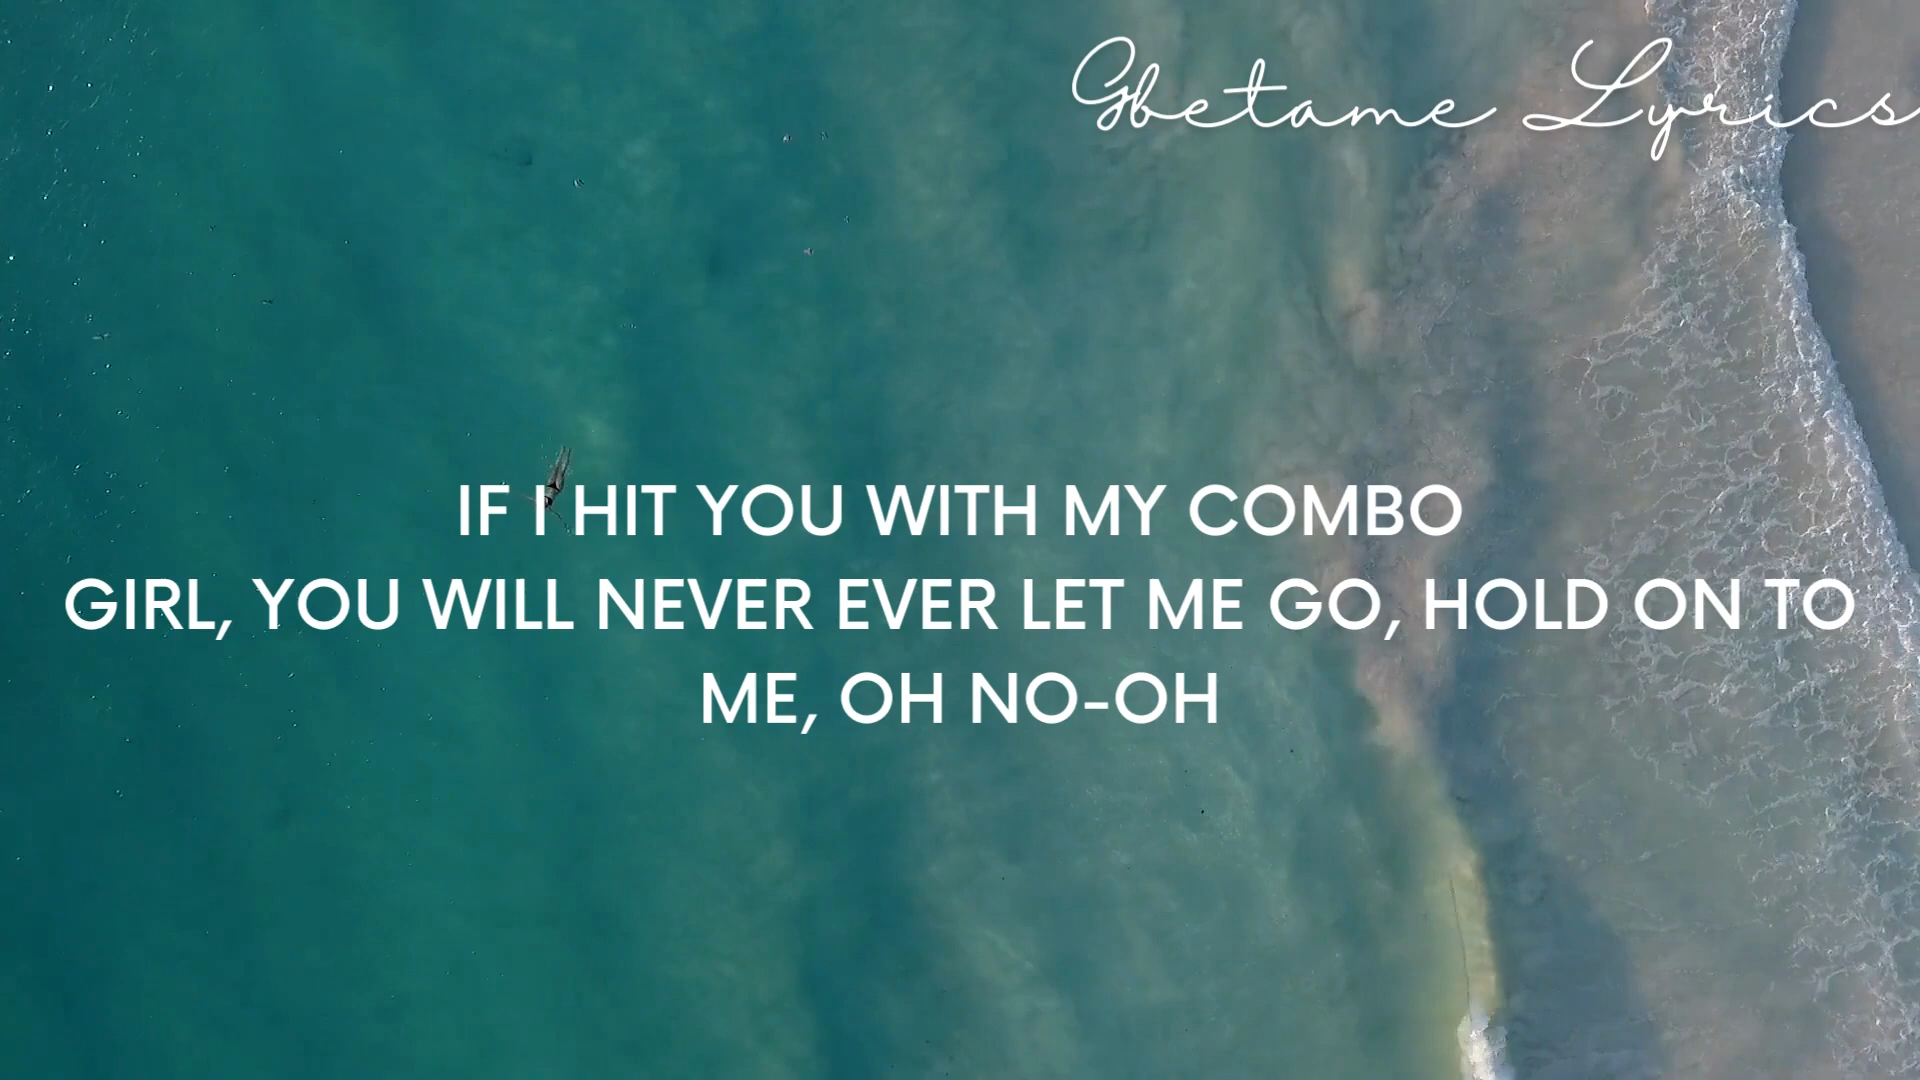 Gbetame Lyrics
IF I HIT YOU WITH MY COMBO
GIRL, YOU WILL NEVER EVER LET ME GO, HOLD ON TO
ME, OH NO-OH